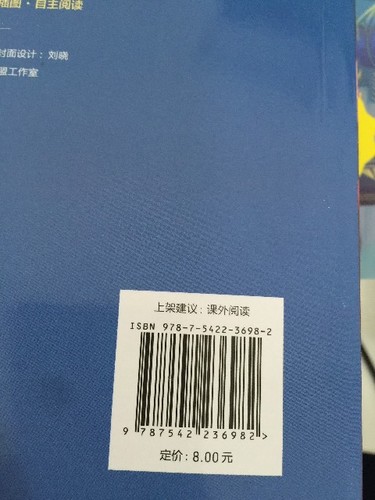 插图·自主阅读
封面设计：刘晓
工作室
上架建议：课外阅读
ISBN 978-7-5422-3698-2
9 787542 236982 >
定价：8.00元